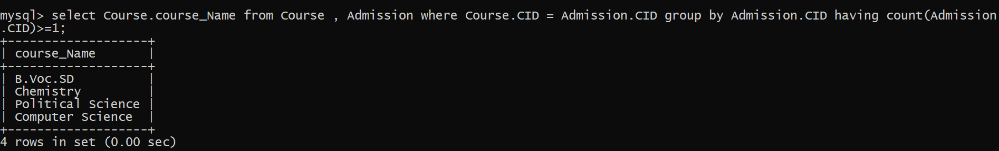 mysql> select Course.course_Name from Course , Admission where Course.CID = Admission.CID group by Admission.CID having count(Admission
.CID)>=1;
+-------------------+
| course_Name       |
+-------------------+
| B.Voc.SD          |
| Chemistry         |
| Political Science |
| Computer Science  |
+-------------------+
4 rows in set (0.00 sec)